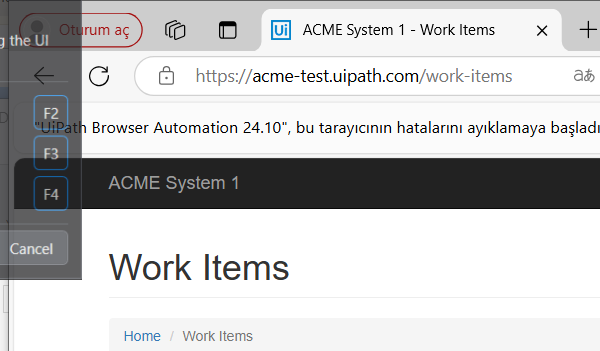 Oturum aç
ACME System 1 - Work Items
g the UI
https://acme-test.uipath.com/work-items
aあ
F2
"UiPath Browser Automation 24.10", bu tarayıcının hatalarını ayıklamaya başladı
F3
ACME System 1
F4
Cancel
Work Items
Home / Work Items